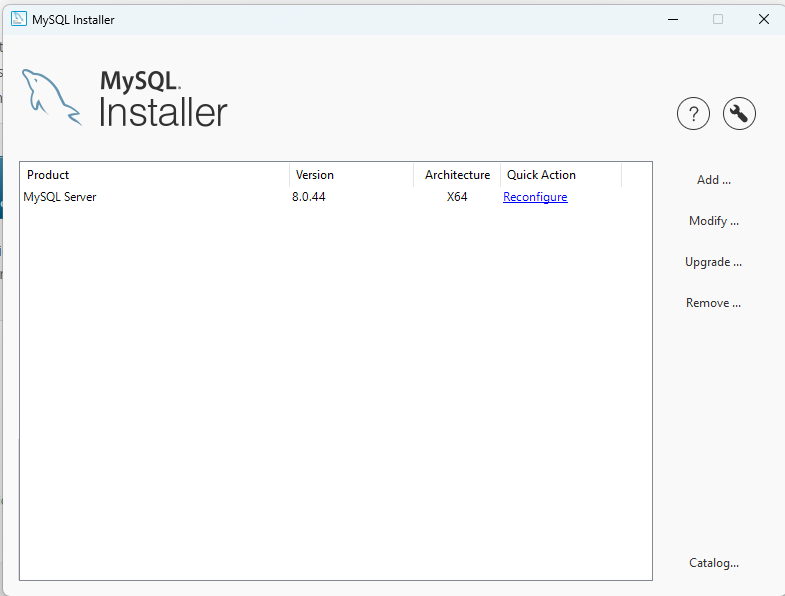 MySQL Installer
MySQL.
Installer
?
Product Version Architecture Quick Action
MySQL Server 8.0.44 X64 Reconfigure
Add ...
Modify ...
Upgrade ...
Remove ...
Catalog...